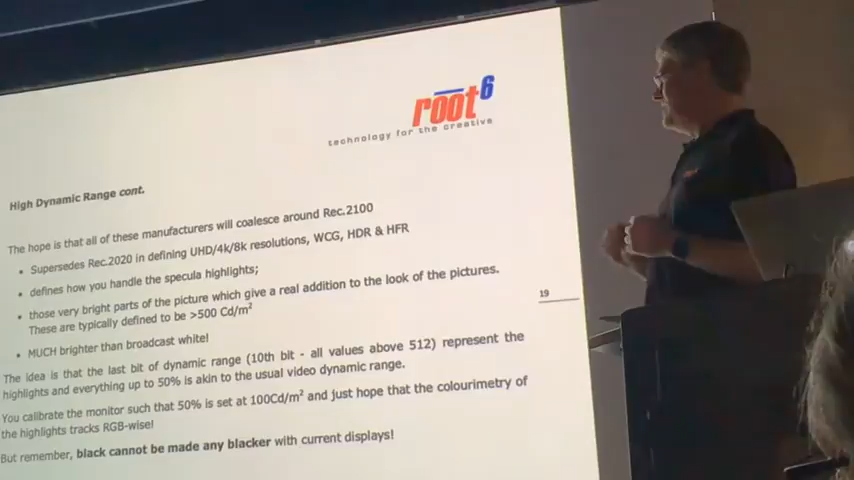 root6
technology for the creative
High Dynamic Range cont.
The hope is that all of these manufacturers will coalesce around Rec.2100
• Supersedes Rec.2020 in defining UHD/4k/8k resolutions, WCG, HDR & HFR
• defines how you handle the specula highlights;
• those very bright parts of the picture which give a real addition to the look of the pictures.
These are typically defined to be >500 Cd/m²
• MUCH brighter than broadcast white!
19
The idea is that the last bit of dynamic range (10th bit - all values above 512) represent the
highlights and everything up to 50% is akin to the usual video dynamic range.
You calibrate the monitor such that 50% is set at 100Cd/m² and just hope that the colourimetry of
the highlights tracks RGB-wise!
But remember, black cannot be made any blacker with current displays!